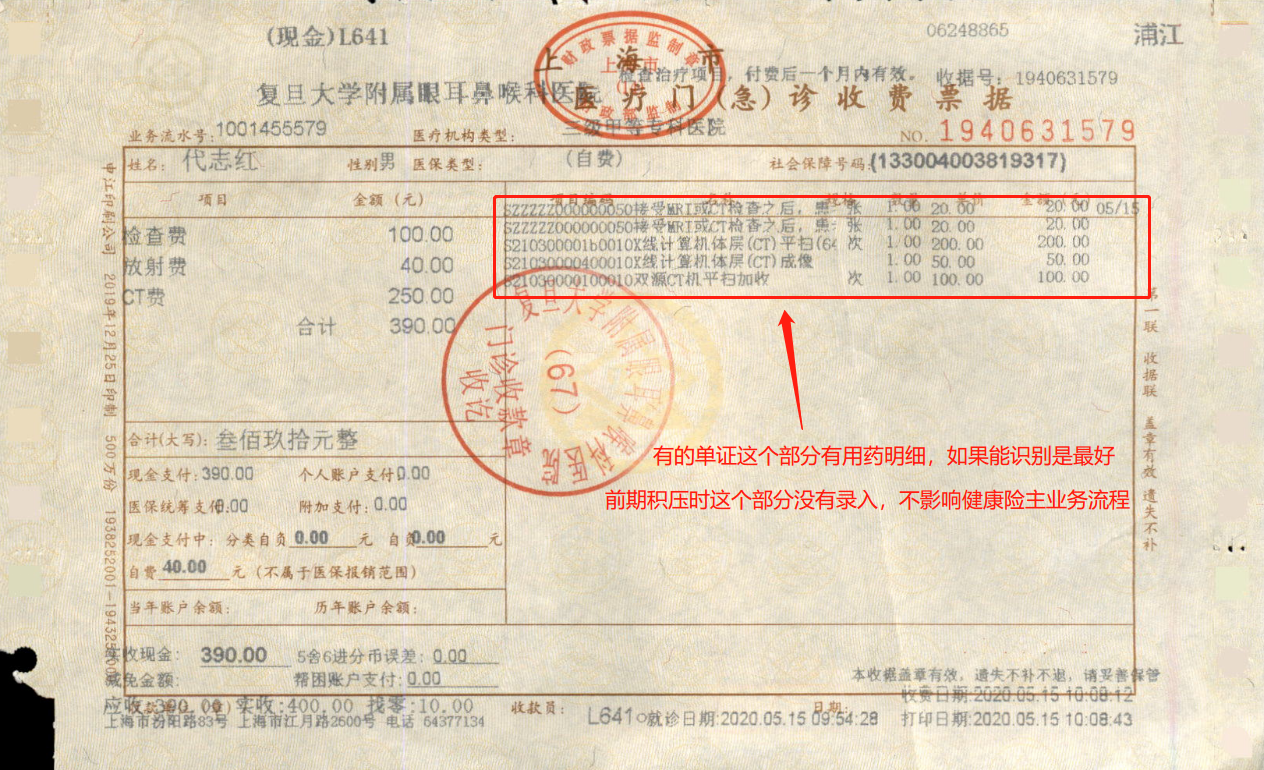 (现金)L641
06248865
浦江
上海市
检查治疗项目，付费后一个月内有效。 收据号: 1940631579
复旦大学附属眼耳鼻喉科医院
医疗门(急)诊收费票据
业务流水号: 1001455579 医疗机构类型: 三级甲等专科医院
NO. 1940631579
姓名: 代志红 性别 男 医保类型: (自费) 社会保障号码: (133004003819317)
项目 金额 (元) 项目编码 名称 规格 数量 单价 金额 (元)
SZZZZZ000000050接受MRI或CT检查之后，患- 张 1.00 20.00 20.00 05/15
SZZZZZ000000050接受MRI或CT检查之后，患- 张 1.00 20.00 20.00
S210300001b0010X线计算机体层(CT)平扫(64 次 1.00 200.00 200.00
S21030000400010X线计算机体层(CT)成像 1.00 50.00 50.00
S21030000100010双源CT机平扫加收 次 1.00 100.00 100.00
检查费 100.00
放射费 40.00
CT费 250.00
合计 390.00
财政票据监制章
上海市
财政部监制
复旦大学附属眼耳鼻喉科医院
门诊收款章
收讫
(67)
有的单证这个部分有用药明细，如果能识别是最好
前期积压时这个部分没有录入，不影响健康险主业务流程
合计(大写): 叁佰玖拾元整
现金支付: 390.00 个人账户支付: 0.00
医保统筹支付: 0.00 附加支付: 0.00
现金支付中: 分类自负 0.00 元 自负 0.00 元
自费 40.00 元 (不属于医保报销范围)
当年账户余额: 历年账户余额:
实收现金: 390.00 5舍6进分币误差: 0.00
减免金额: 帮困账户支付: 0.00
本收据盖章有效，遗失不补不退，请妥善保管
应收:390.00 实收:400.00 找零:10.00
收款员: L641 日期:
收费日期:2020.05.15 10:08:12
上海市汾阳路83号 上海市江月路2600号 电话 64377134
就诊日期:2020.05.15 09:54:28 打印日期:2020.05.15 10:08:43
申江印刷公司 2019年12月25日印制 500万份
第一联 收据联 盖章有效 遗失不补